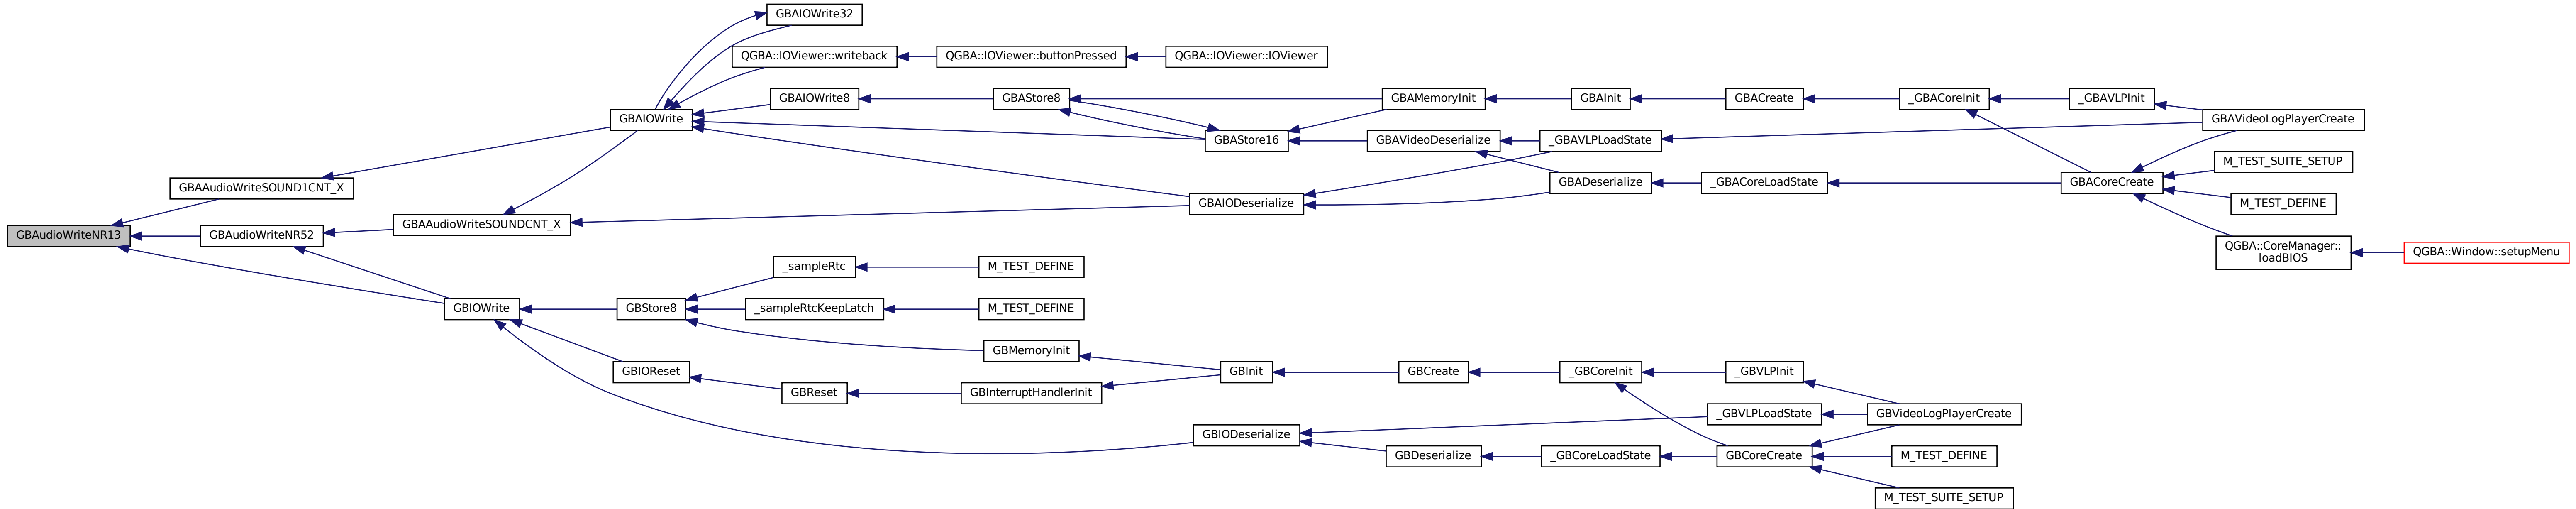 GBAIOWrite32
QGBA::IOViewer::writeback
QGBA::IOViewer::buttonPressed
QGBA::IOViewer::IOViewer
GBAIOWrite8
GBAStore8
GBAMemoryInit
GBAInit
GBACreate
_GBACoreInit
_GBAVLPInit
GBAIOWrite
GBAVideoLogPlayerCreate
GBAStore16
GBAVideoDeserialize
_GBAVLPLoadState
M_TEST_SUITE_SETUP
GBAAudioWriteSOUND1CNT_X
GBADeserialize
_GBACoreLoadState
GBACoreCreate
GBAIODeserialize
M_TEST_DEFINE
GBAudioWriteNR13
GBAudioWriteNR52
GBAAudioWriteSOUNDCNT_X
QGBA::CoreManager::
loadBIOS
QGBA::Window::setupMenu
_sampleRtc
M_TEST_DEFINE
GBIOWrite
GBStore8
_sampleRtcKeepLatch
M_TEST_DEFINE
GBMemoryInit
GBIOReset
GBInit
GBCreate
_GBCoreInit
_GBVLPInit
GBReset
GBInterruptHandlerInit
_GBVLPLoadState
GBVideoLogPlayerCreate
GBIODeserialize
GBDeserialize
_GBCoreLoadState
GBCoreCreate
M_TEST_DEFINE
M_TEST_SUITE_SETUP